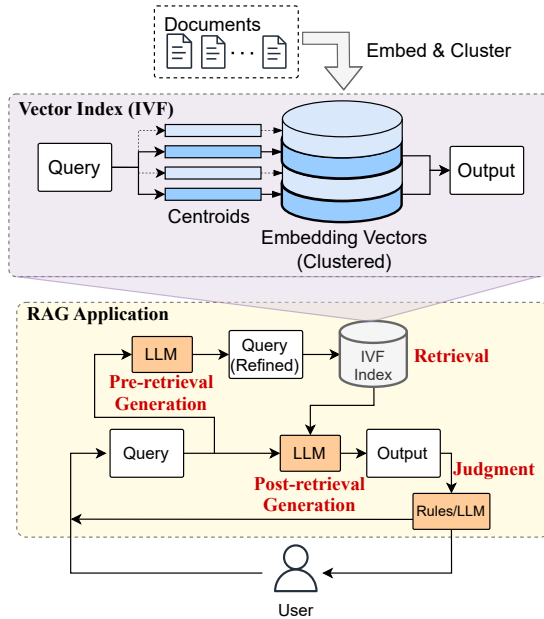 Documents
Embed & Cluster
Vector Index (IVF)
Query
Centroids
Embedding Vectors
(Clustered)
Output
RAG Application
LLM
Query
(Refined)
IVF
Index
Retrieval
Pre-retrieval
Generation
Query
LLM
Output
Post-retrieval
Generation
Judgment
Rules/LLM
User